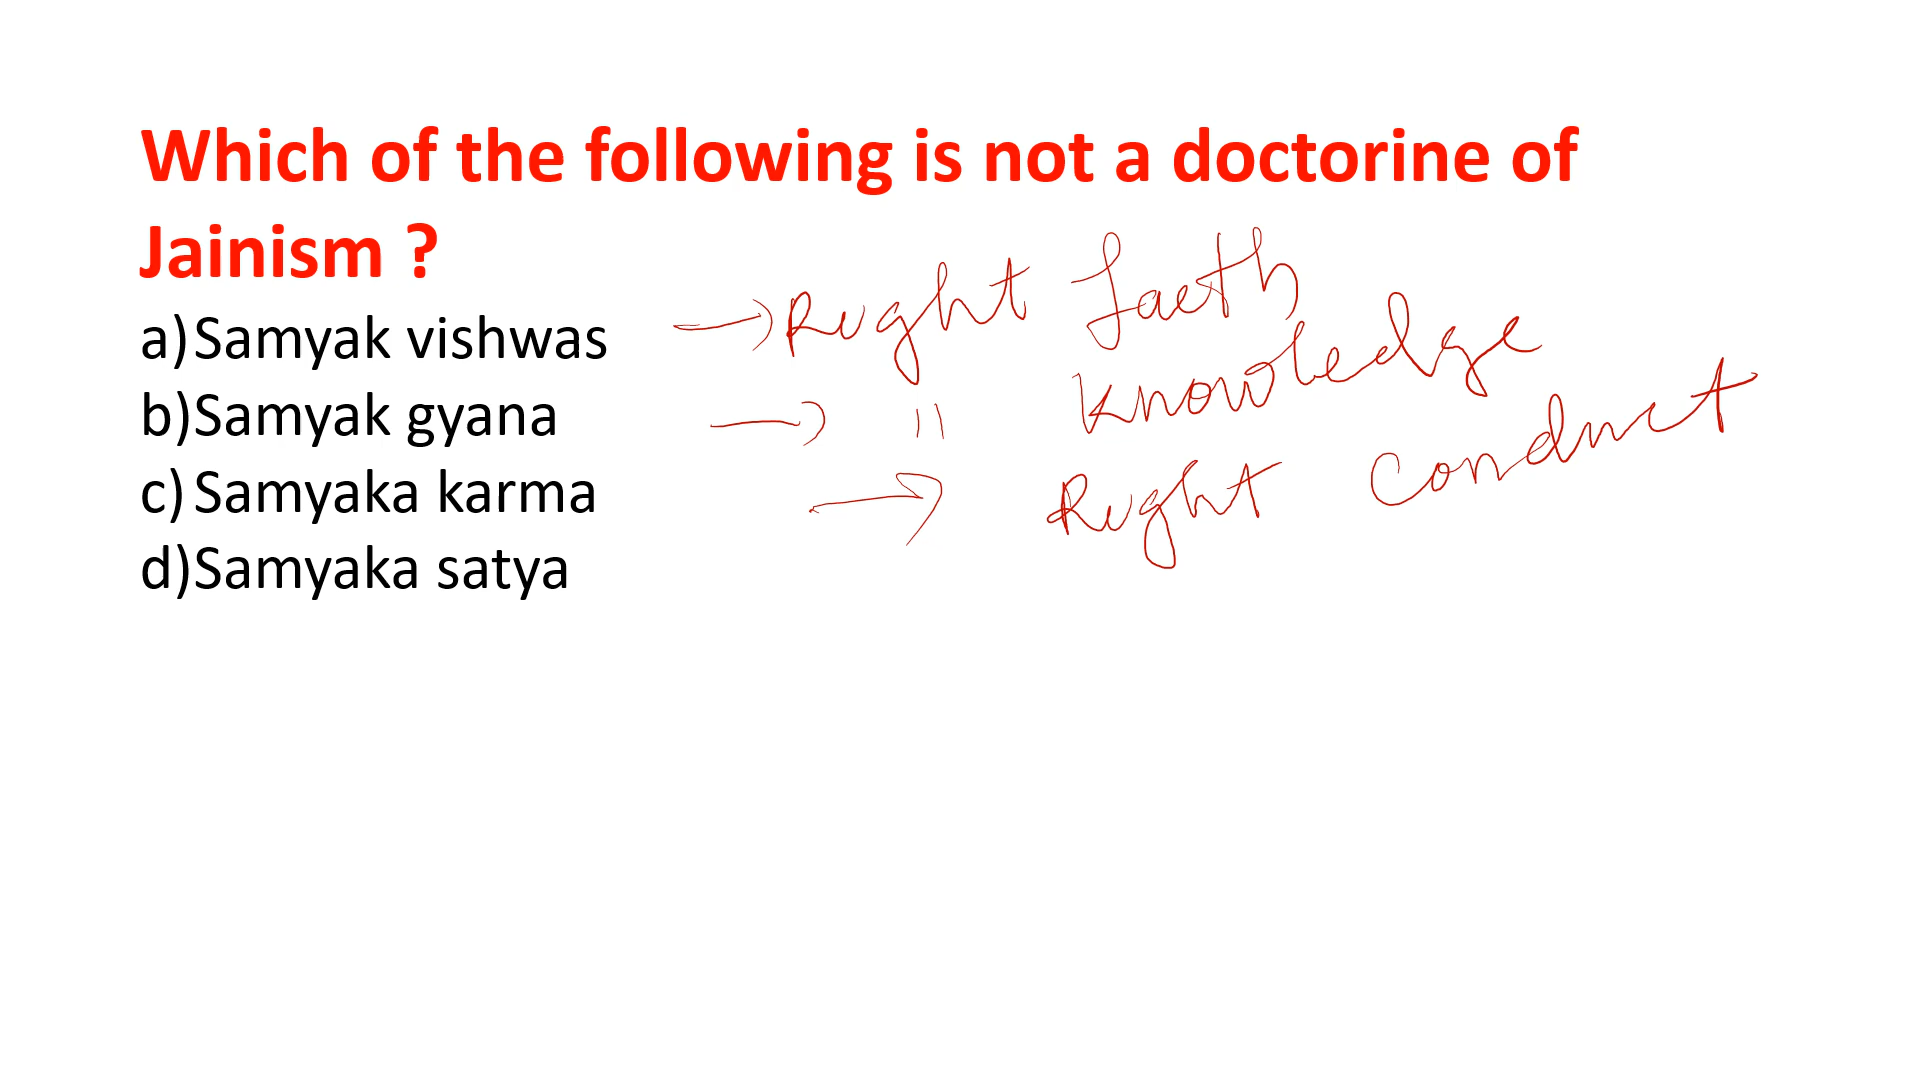 Which of the following is not a doctorine of
Jainism ?
a) Samyak vishwas → Right faith
b) Samyak gyana → " Knowledge
c) Samyaka karma → Right Conduct
d) Samyaka satya